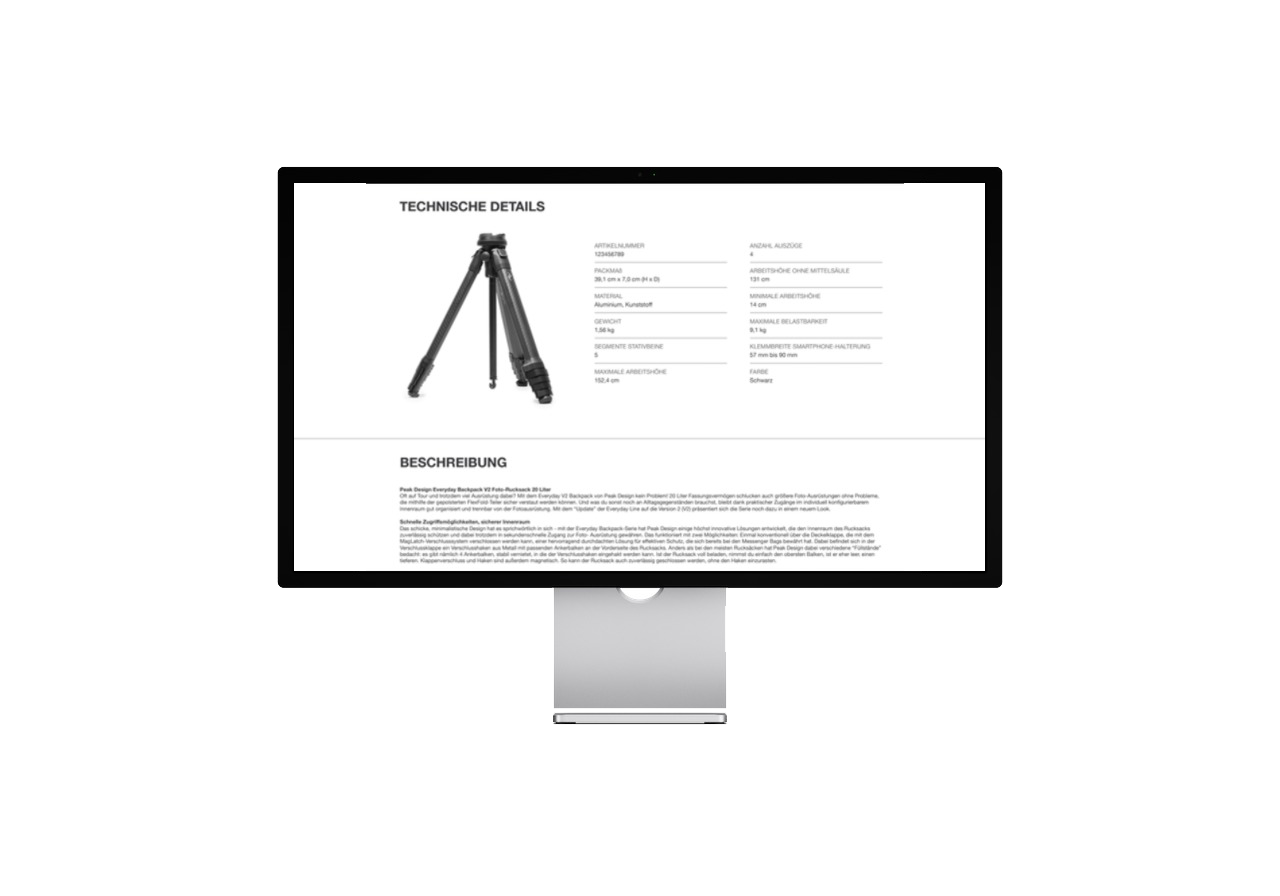 TECHNISCHE DETAILS
ARTIKELNUMMER
123456789
PACKMAß
39,1 cm x 7,0 cm (H x D)
MATERIAL
Aluminium, Kunststoff
GEWICHT
1,56 kg
SEGMENTE STATIVBEINE
5
MAXIMALE ARBEITSHÖHE
152,4 cm
ANZAHL AUSZÜGE
4
ARBEITSHÖHE OHNE MITTELSÄULE
131 cm
MINIMALE ARBEITSHÖHE
14 cm
MAXIMALE BELASTBARKEIT
9,1 kg
KLEMMBREITE SMARTPHONE-HALTERUNG
57 mm bis 90 mm
FARBE
Schwarz
BESCHREIBUNG
Peak Design Everyday Backpack V2 Foto-Rucksack 20 Liter
Oft auf Tour und trotzdem viel Ausrüstung dabei? Mit dem Everyday V2 Backpack von Peak Design kein Problem! 20 Liter Fassungsvermögen schlucken auch größere Foto-Ausrüstungen ohne Probleme,
die mithilfe der gepolsterten FlexFold-Teiler sicher verstaut werden können. Und was du sonst noch an Alltagsgegenständen brauchst, bleibt dank praktischer Zugänge im individuell konfigurierbaren
Innenraum gut organisiert und trennbar von der Fotoausrüstung. Mit dem "Update" der Everyday Line auf die Version 2 (V2) präsentiert sich die Serie noch dazu in einem neuem Look.
Schnelle Zugriffsmöglichkeiten, sicherer Innenraum
Das schicke, minimalistische Design hat es sprichwörtlich in sich - mit der Everyday Backpack-Serie hat Peak Design einige höchst innovative Lösungen entwickelt, die den Innenraum des Rucksacks
zuverlässig schützen und dabei trotzdem in sekundenschnelle Zugang zur Foto- Ausrüstung gewähren. Das funktioniert mit zwei Möglichkeiten: Einmal konventionell über die Deckelklappe, die mit dem
MagLatch-Verschlusssystem verschlossen werden kann, einer hervorragend durchdachten Lösung für effektiven Schutz, die sich bereits bei den Messenger Bags bewährt hat. Dabei befindet sich in der
Verschlussklappe ein Verschlusshaken aus Metall mit passenden Ankerbalken an der Vorderseite des Rucksacks. Anders als bei den meisten Rucksäcken hat Peak Design dabei verschiedene "Füllstände"
bedacht: es gibt nämlich 4 Ankerbalken, stabil vernietet, in die der Verschlusshaken eingehakt werden kann. Ist der Rucksack voll beladen, nimmst du einfach den obersten Balken, ist er eher leer, einen
tieferen. Klappenverschluss und Haken sind außerdem magnetisch. So kann der Rucksack auch zuverlässig geschlossen werden, ohne den Haken einzurasten.